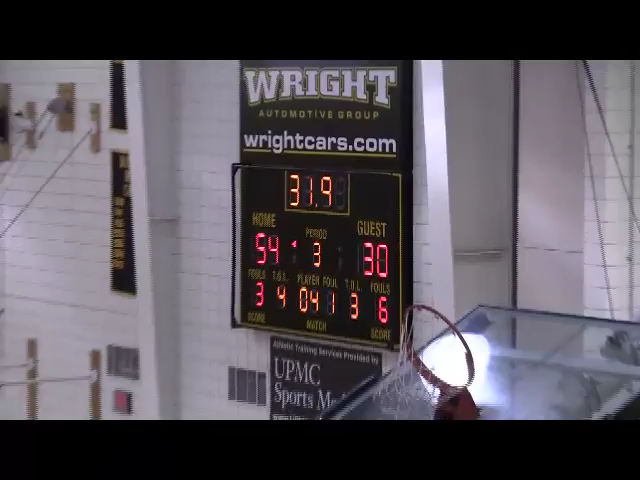 WRIGHT
AUTOMOTIVE GROUP
wrightcars.com
31.9
HOME
GUEST
PERIOD
54 3 30
FOULS T.O.L. PLAYER FOUL T.O.L. FOULS
3 4 04 1 3 6
SCORE MATCH SCORE
Athletic Training Services Provided by
UPMC
Sports